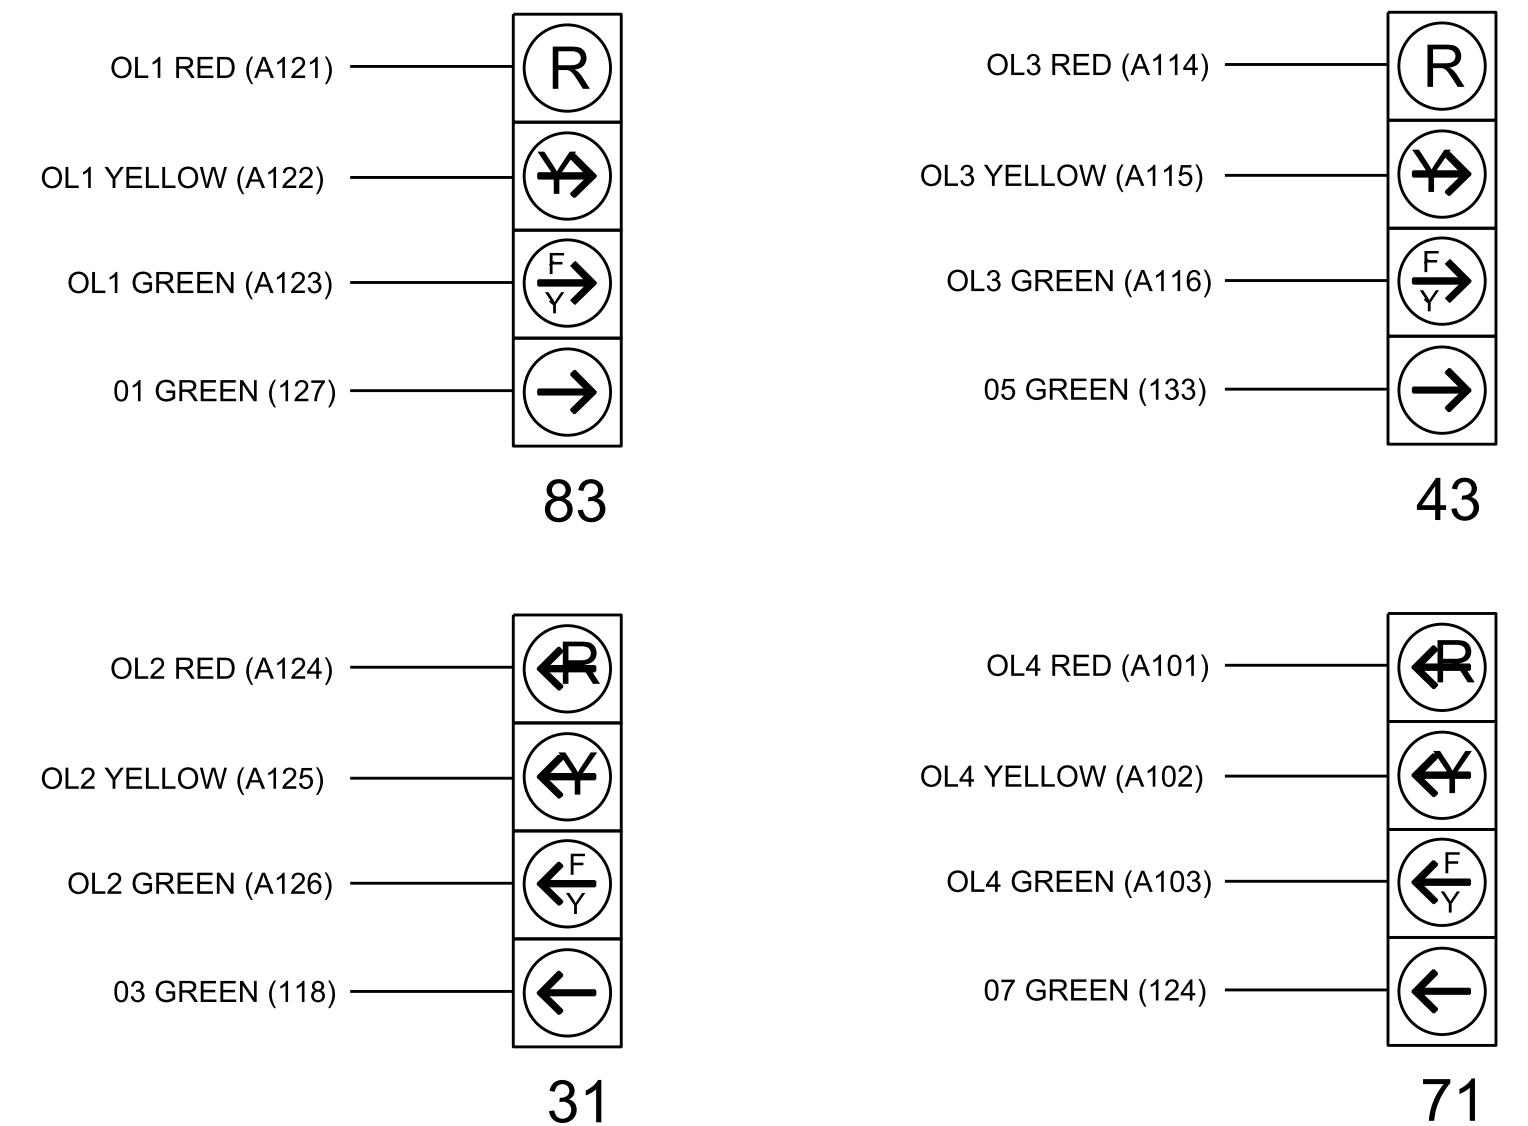 OL1 RED (A121)
R
OL1 YELLOW (A122)
Y
OL1 GREEN (A123)
F
Y
01 GREEN (127)
83
OL3 RED (A114)
R
OL3 YELLOW (A115)
Y
OL3 GREEN (A116)
F
Y
05 GREEN (133)
43
OL2 RED (A124)
R
OL2 YELLOW (A125)
Y
OL2 GREEN (A126)
F
Y
03 GREEN (118)
31
OL4 RED (A101)
R
OL4 YELLOW (A102)
Y
OL4 GREEN (A103)
F
Y
07 GREEN (124)
71